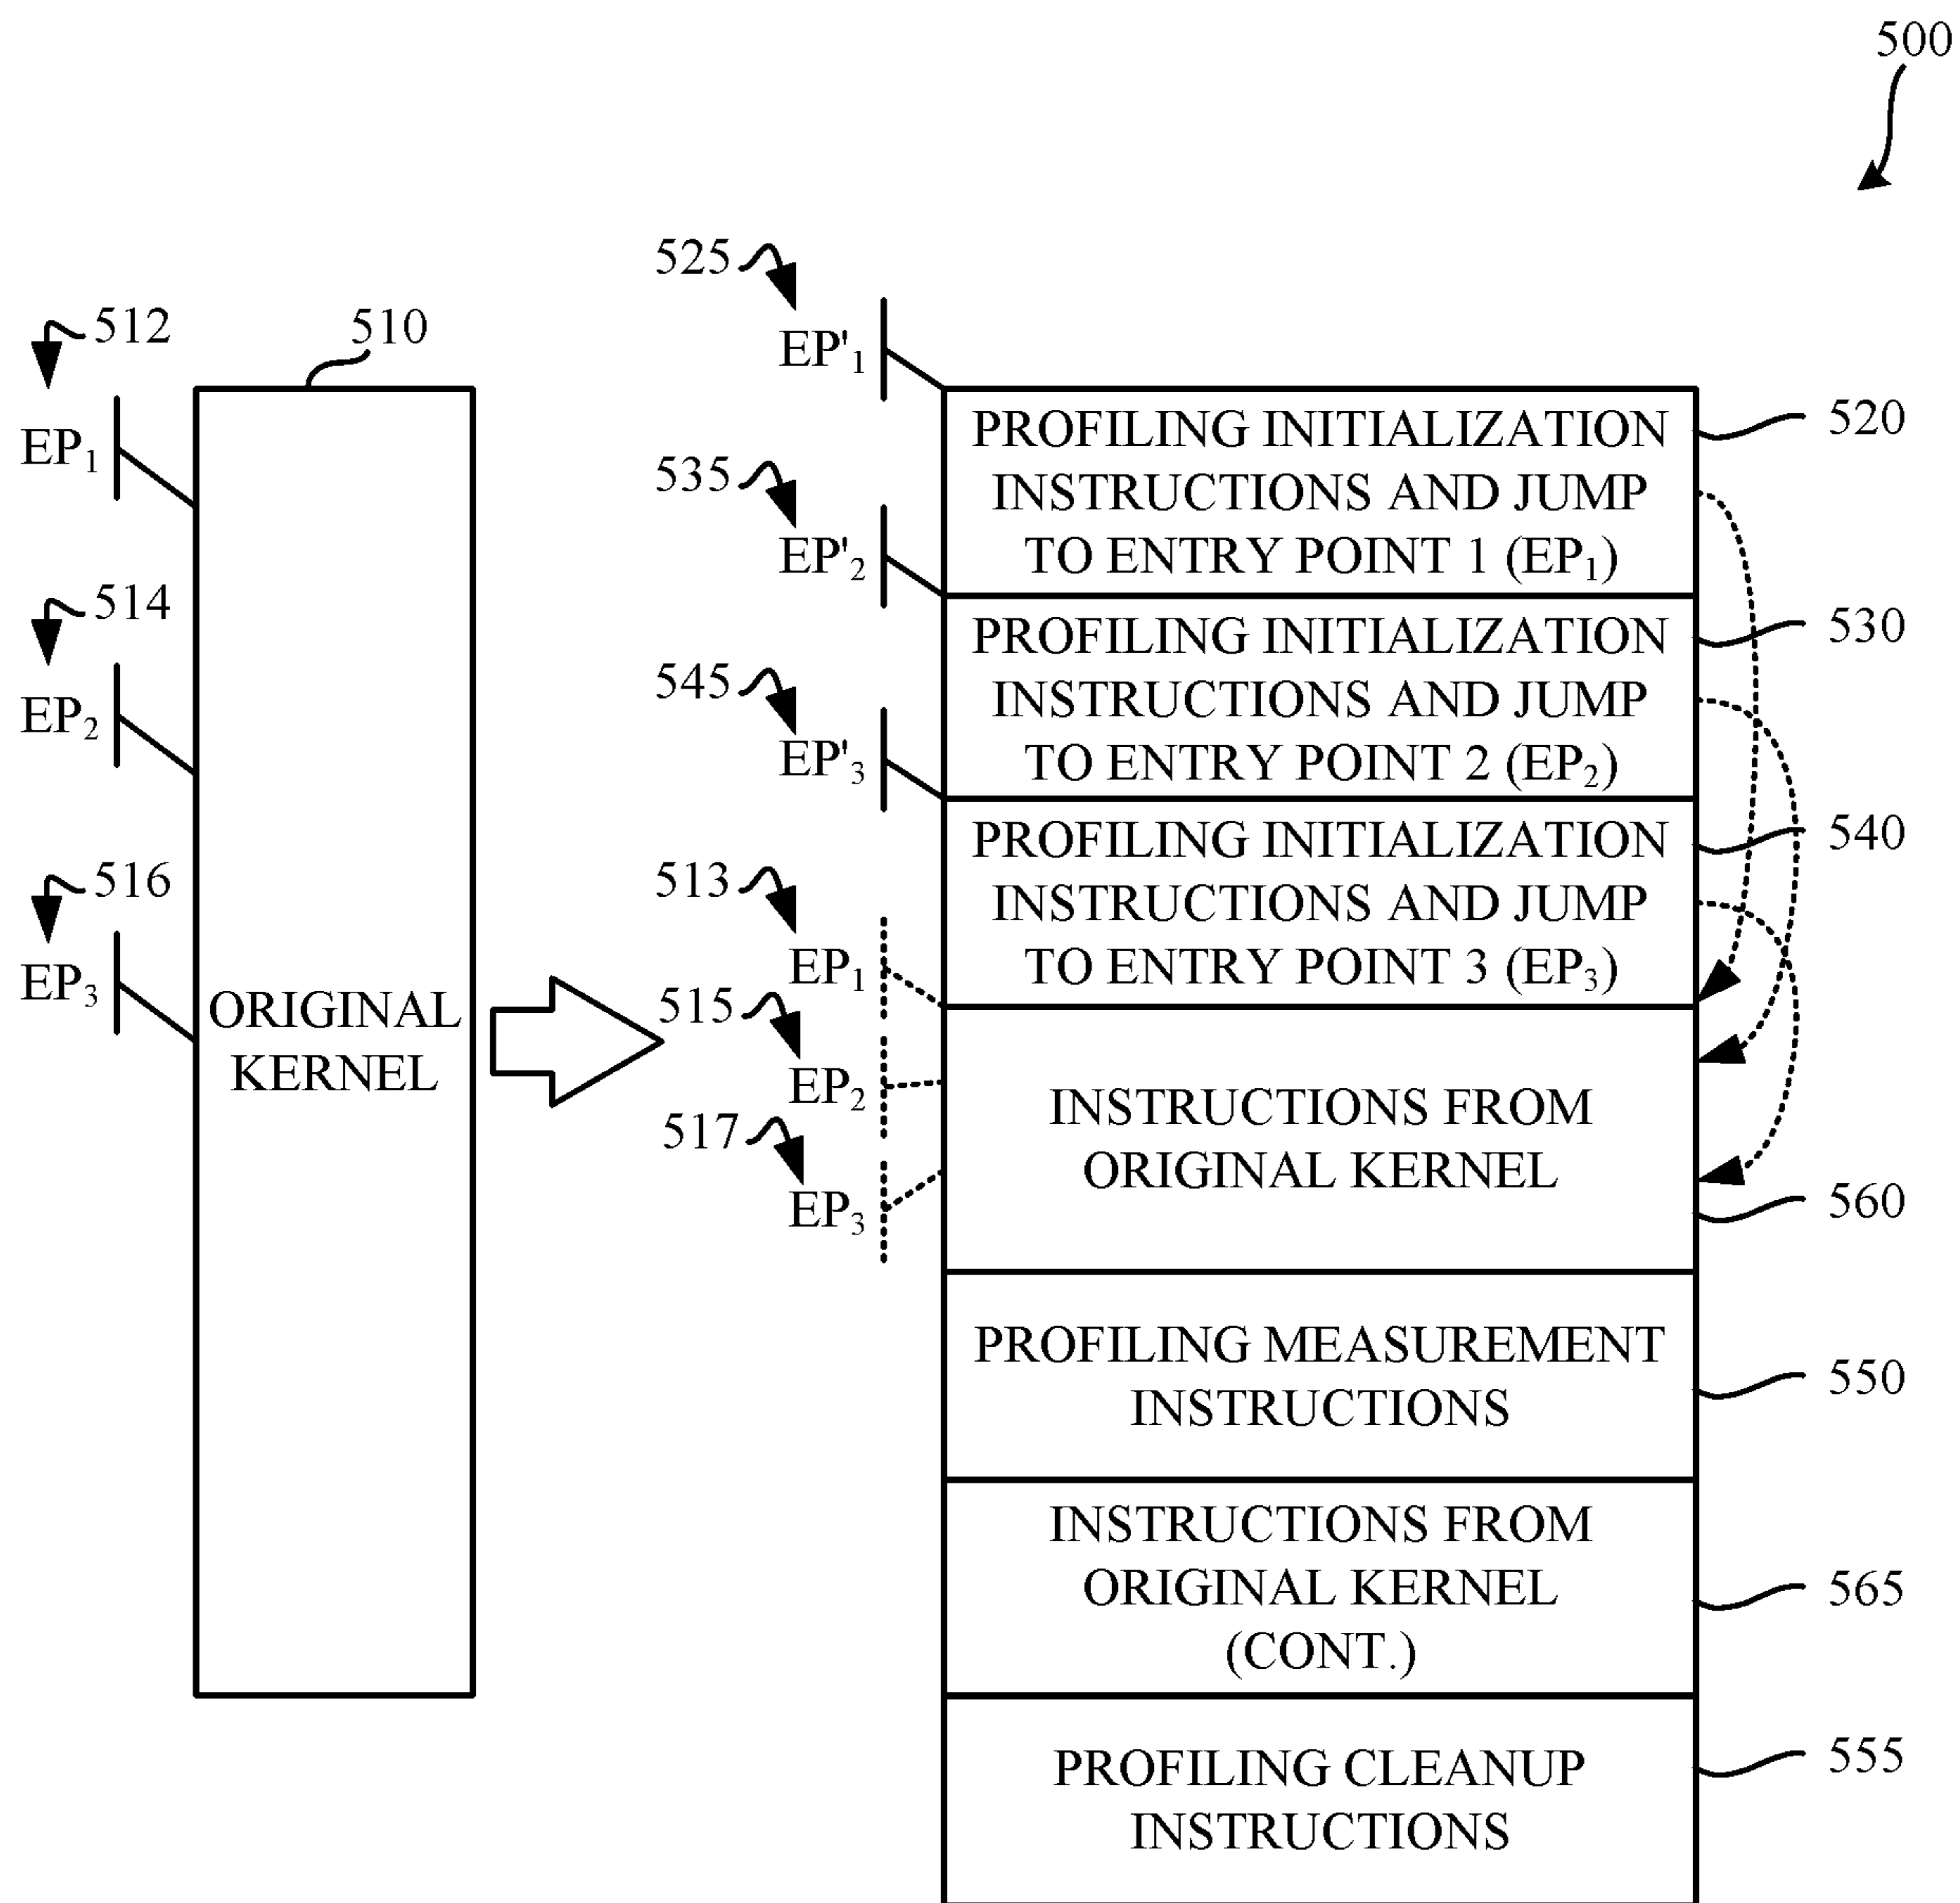 500
512
EP1
514
EP2
516
EP3
510
ORIGINAL
KERNEL
525
EP'1
535
EP'2
545
EP'3
513
EP1
515
EP2
517
EP3
PROFILING INITIALIZATION
INSTRUCTIONS AND JUMP
TO ENTRY POINT 1 (EP1)
520
PROFILING INITIALIZATION
INSTRUCTIONS AND JUMP
TO ENTRY POINT 2 (EP2)
530
PROFILING INITIALIZATION
INSTRUCTIONS AND JUMP
TO ENTRY POINT 3 (EP3)
540
INSTRUCTIONS FROM
ORIGINAL KERNEL
560
PROFILING MEASUREMENT
INSTRUCTIONS
550
INSTRUCTIONS FROM
ORIGINAL KERNEL
(CONT.)
565
PROFILING CLEANUP
INSTRUCTIONS
555